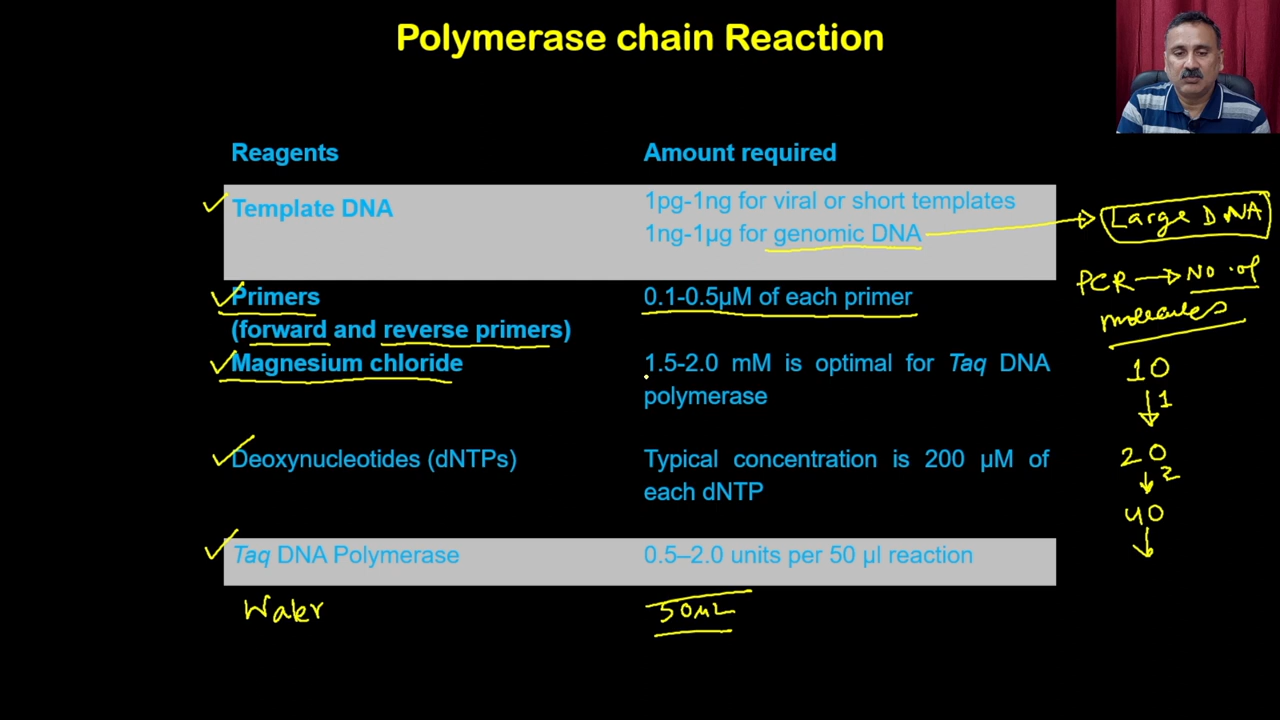 Polymerase chain Reaction
Reagents
Amount required
Template DNA
1pg-1ng for viral or short templates
1ng-1µg for genomic DNA
Large DNA
Primers
(forward and reverse primers)
0.1-0.5µM of each primer
PCR → No. of
molecules
Magnesium chloride
1.5-2.0 mM is optimal for Taq DNA
polymerase
10
↓ 1
20
↓ 2
40
↓
Deoxynucleotides (dNTPs)
Typical concentration is 200 µM of
each dNTP
Taq DNA Polymerase
0.5–2.0 units per 50 µl reaction
Water
50µL